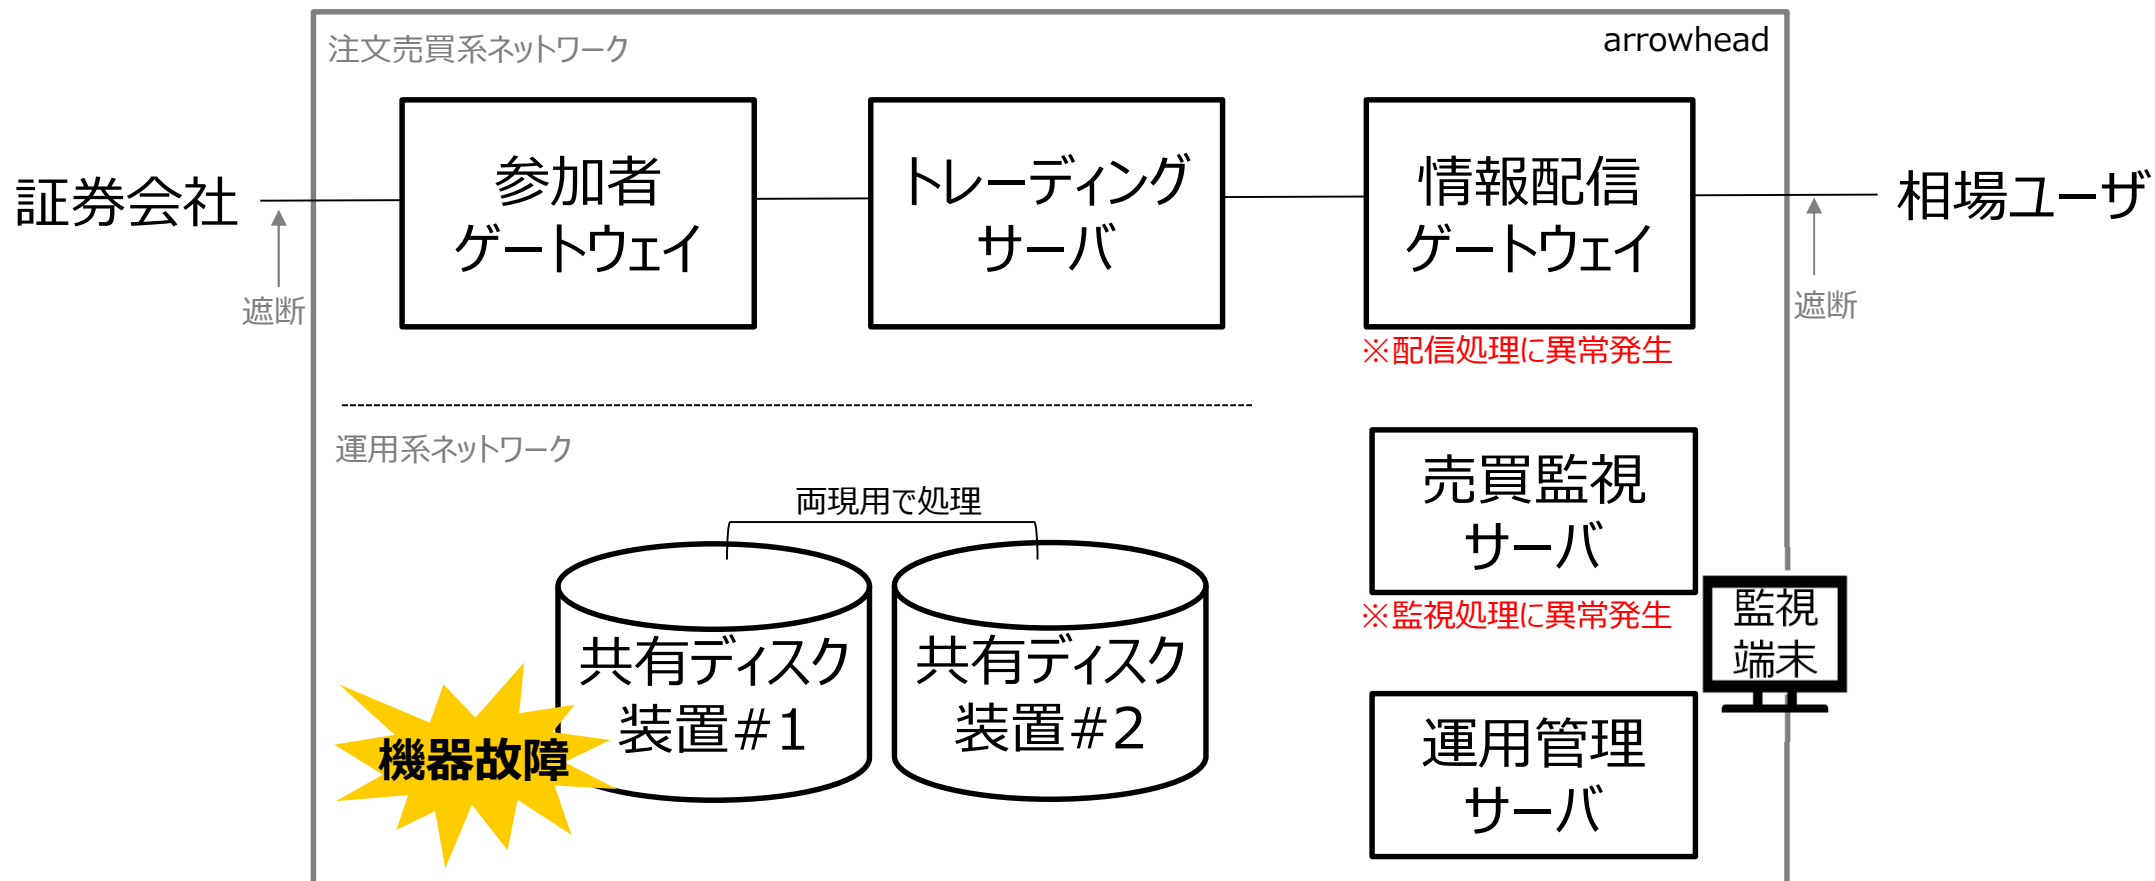 注文売買系ネットワーク
arrowhead
証券会社
参加者
ゲートウェイ
トレーディング
サーバ
情報配信
ゲートウェイ
相場ユーザ
遮断
遮断
※配信処理に異常発生
運用系ネットワーク
両現用で処理
売買監視
サーバ
※監視処理に異常発生
監視
端末
共有ディスク
装置#1
共有ディスク
装置#2
機器故障
運用管理
サーバ